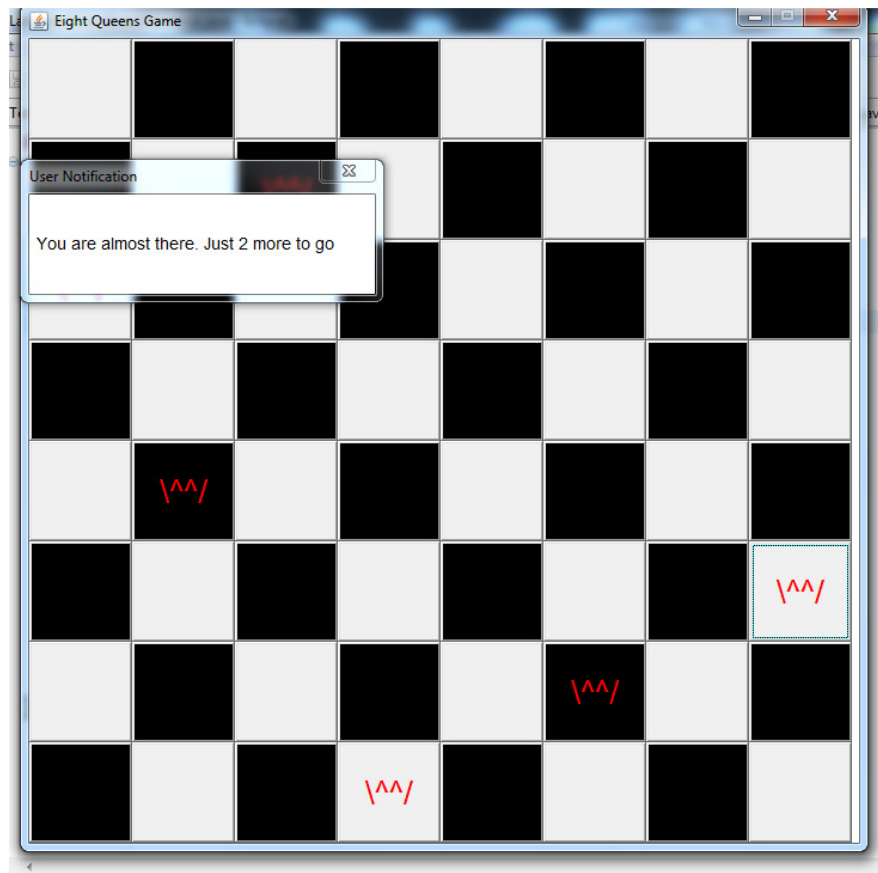 Eight Queens Game
User Notification
You are almost there. Just 2 more to go
\^^/
\^^/
\^^/
\^^/